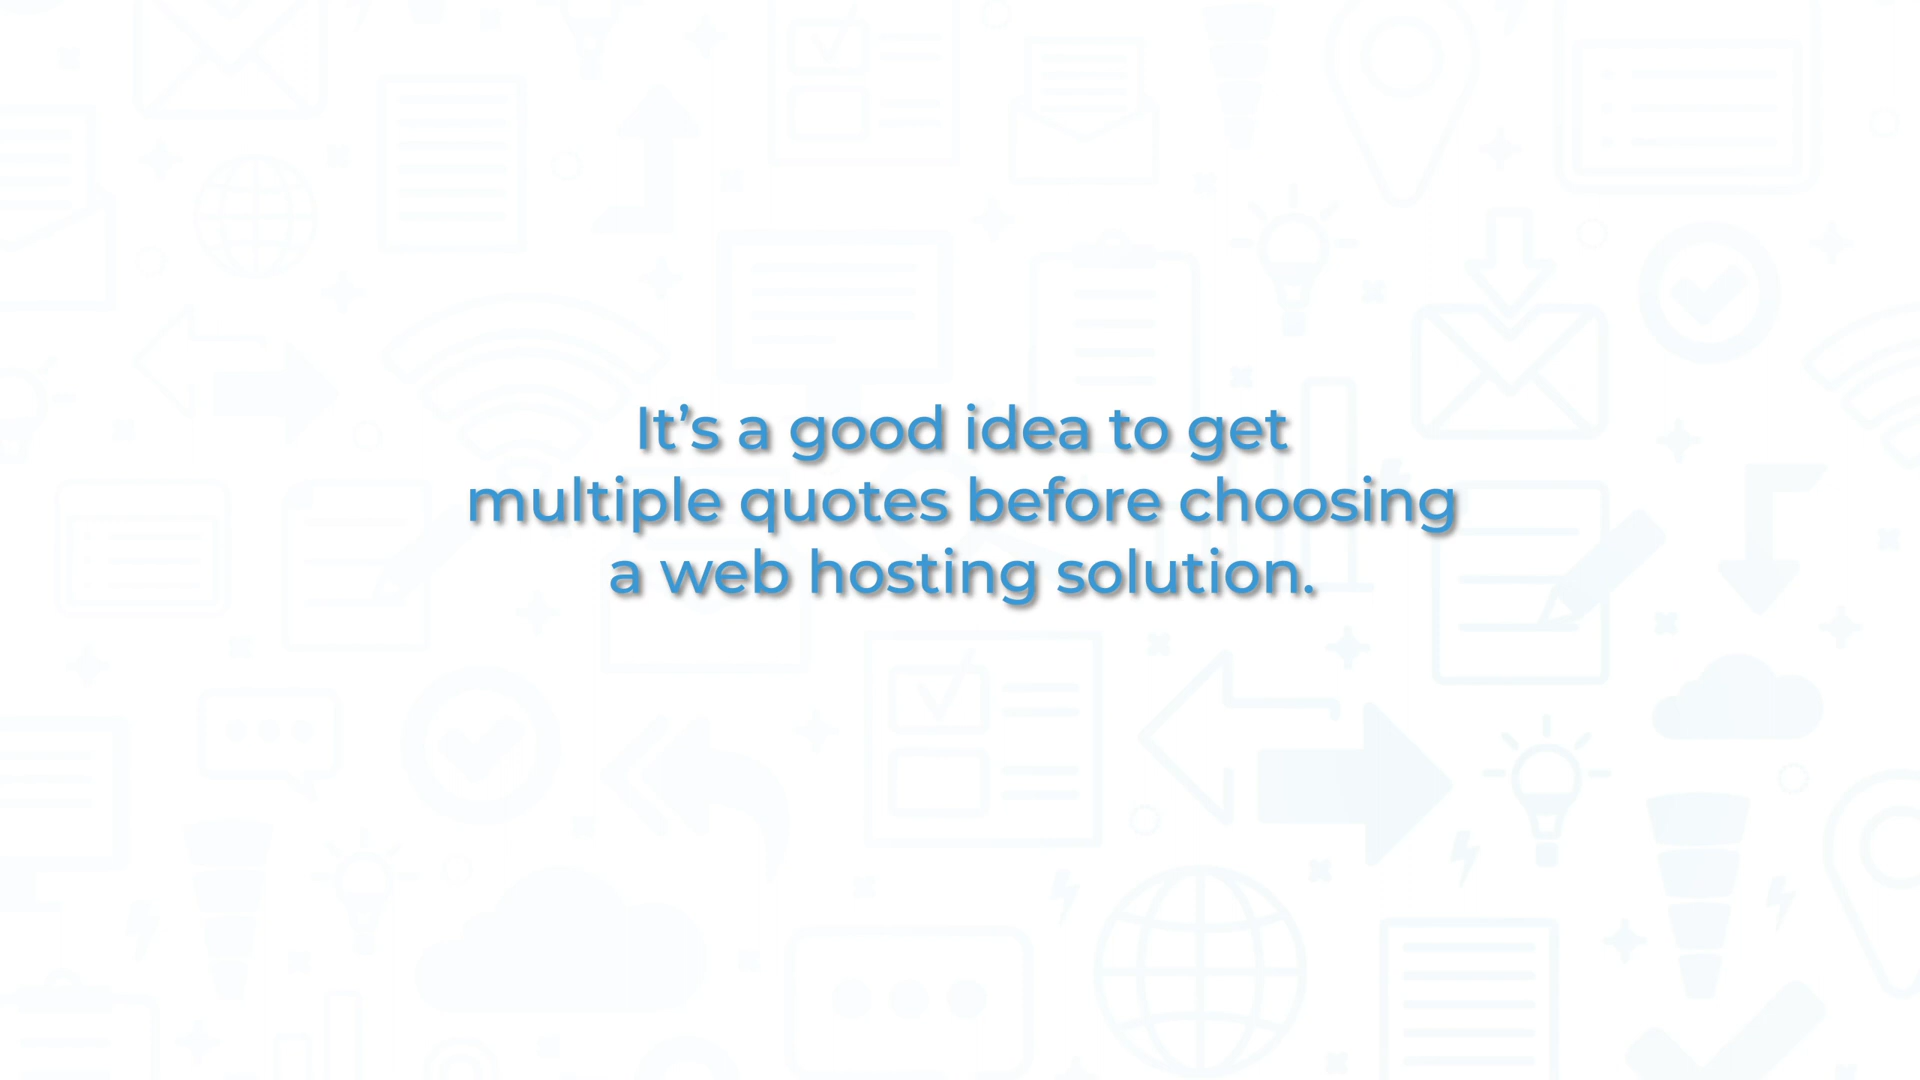 It’s a good idea to get
multiple quotes before choosing
a web hosting solution.